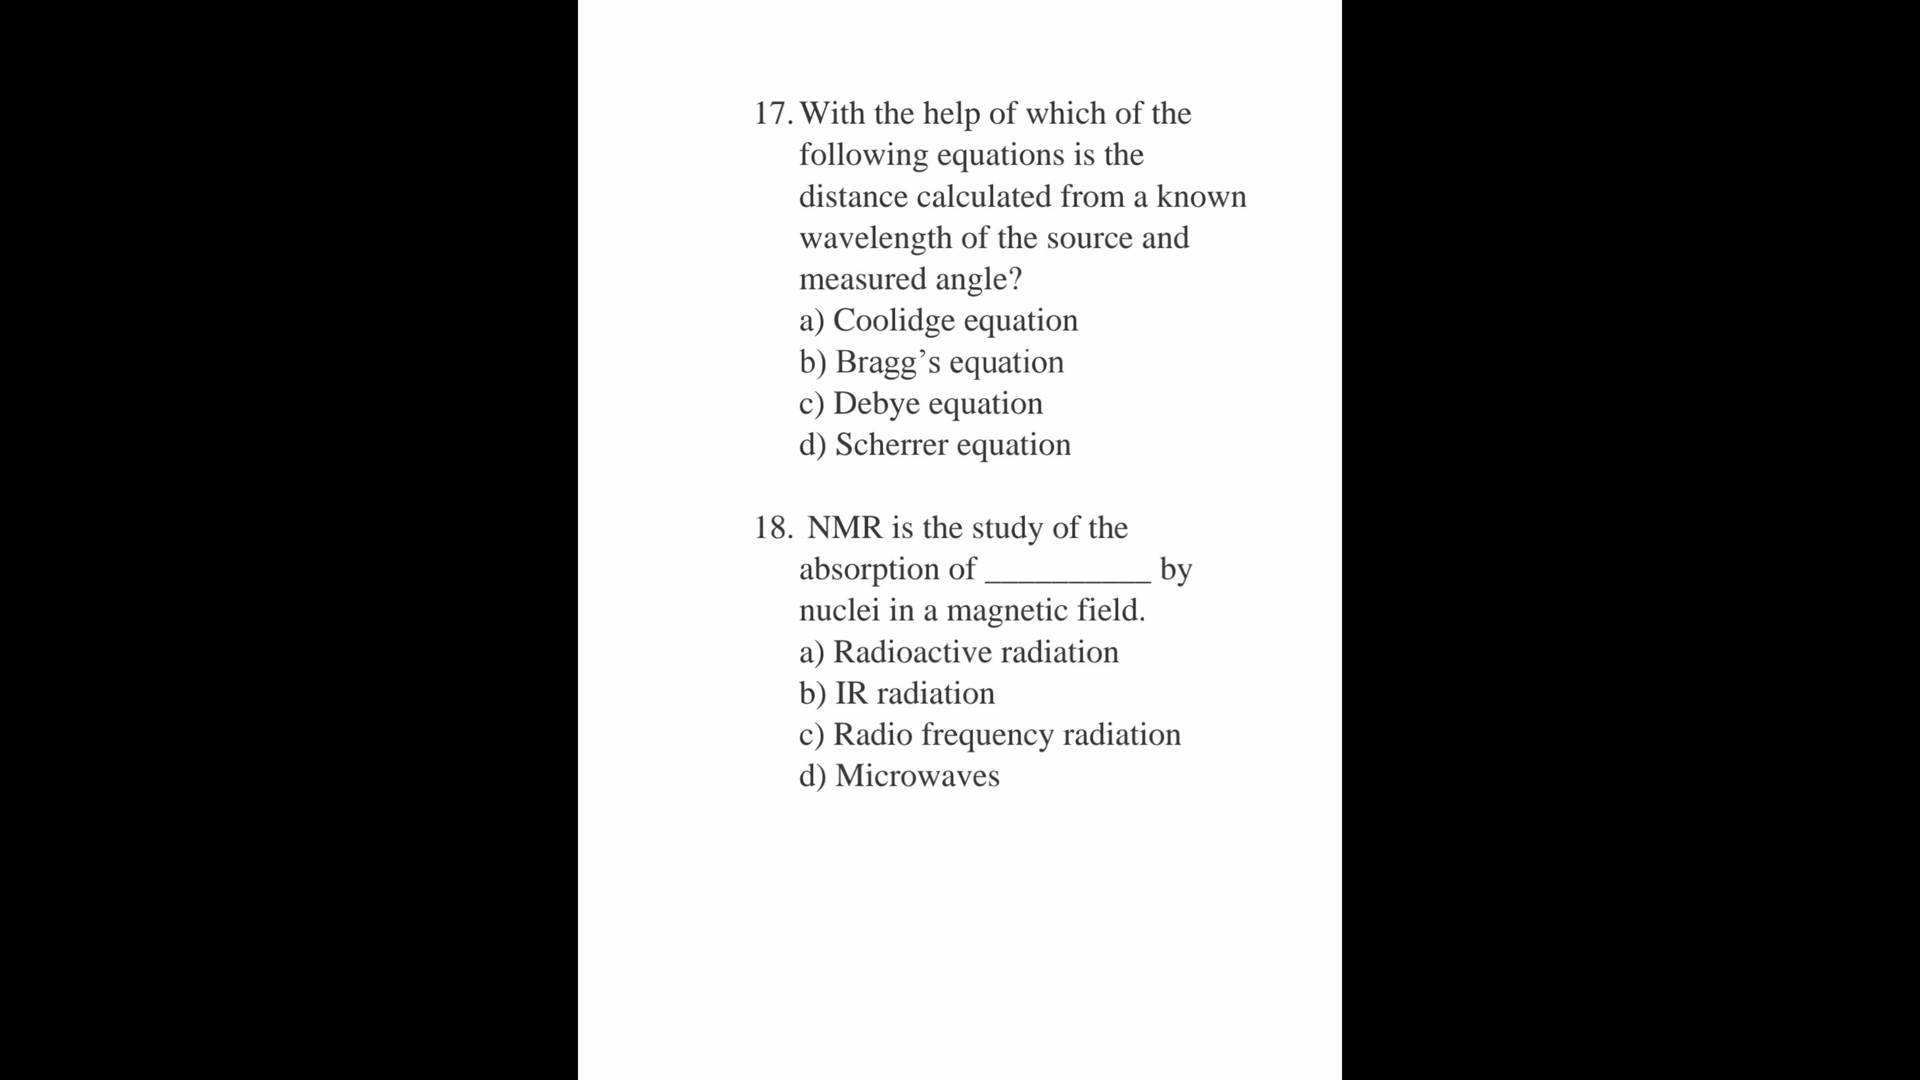 17. With the help of which of the
following equations is the
distance calculated from a known
wavelength of the source and
measured angle?
a) Coolidge equation
b) Bragg’s equation
c) Debye equation
d) Scherrer equation
18. NMR is the study of the
absorption of __________ by
nuclei in a magnetic field.
a) Radioactive radiation
b) IR radiation
c) Radio frequency radiation
d) Microwaves